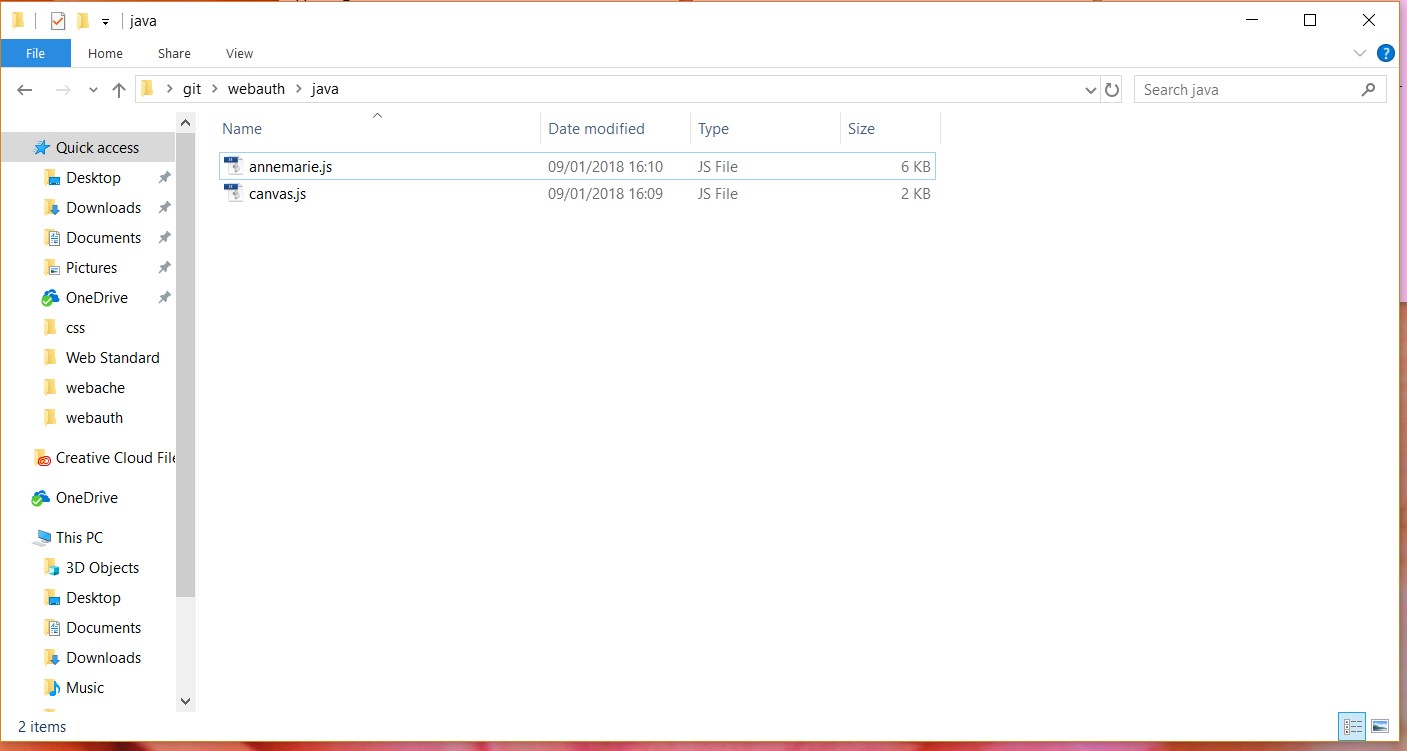 java
File Home Share View
git webauth java Search java
Name Date modified Type Size
Quick access annemarie.js 09/01/2018 16:10 JS File 6 KB
Desktop canvas.js 09/01/2018 16:09 JS File 2 KB
Downloads
Documents
Pictures
OneDrive
css
Web Standard
webache
webauth
Creative Cloud File
OneDrive
This PC
3D Objects
Desktop
Documents
Downloads
Music
2 items